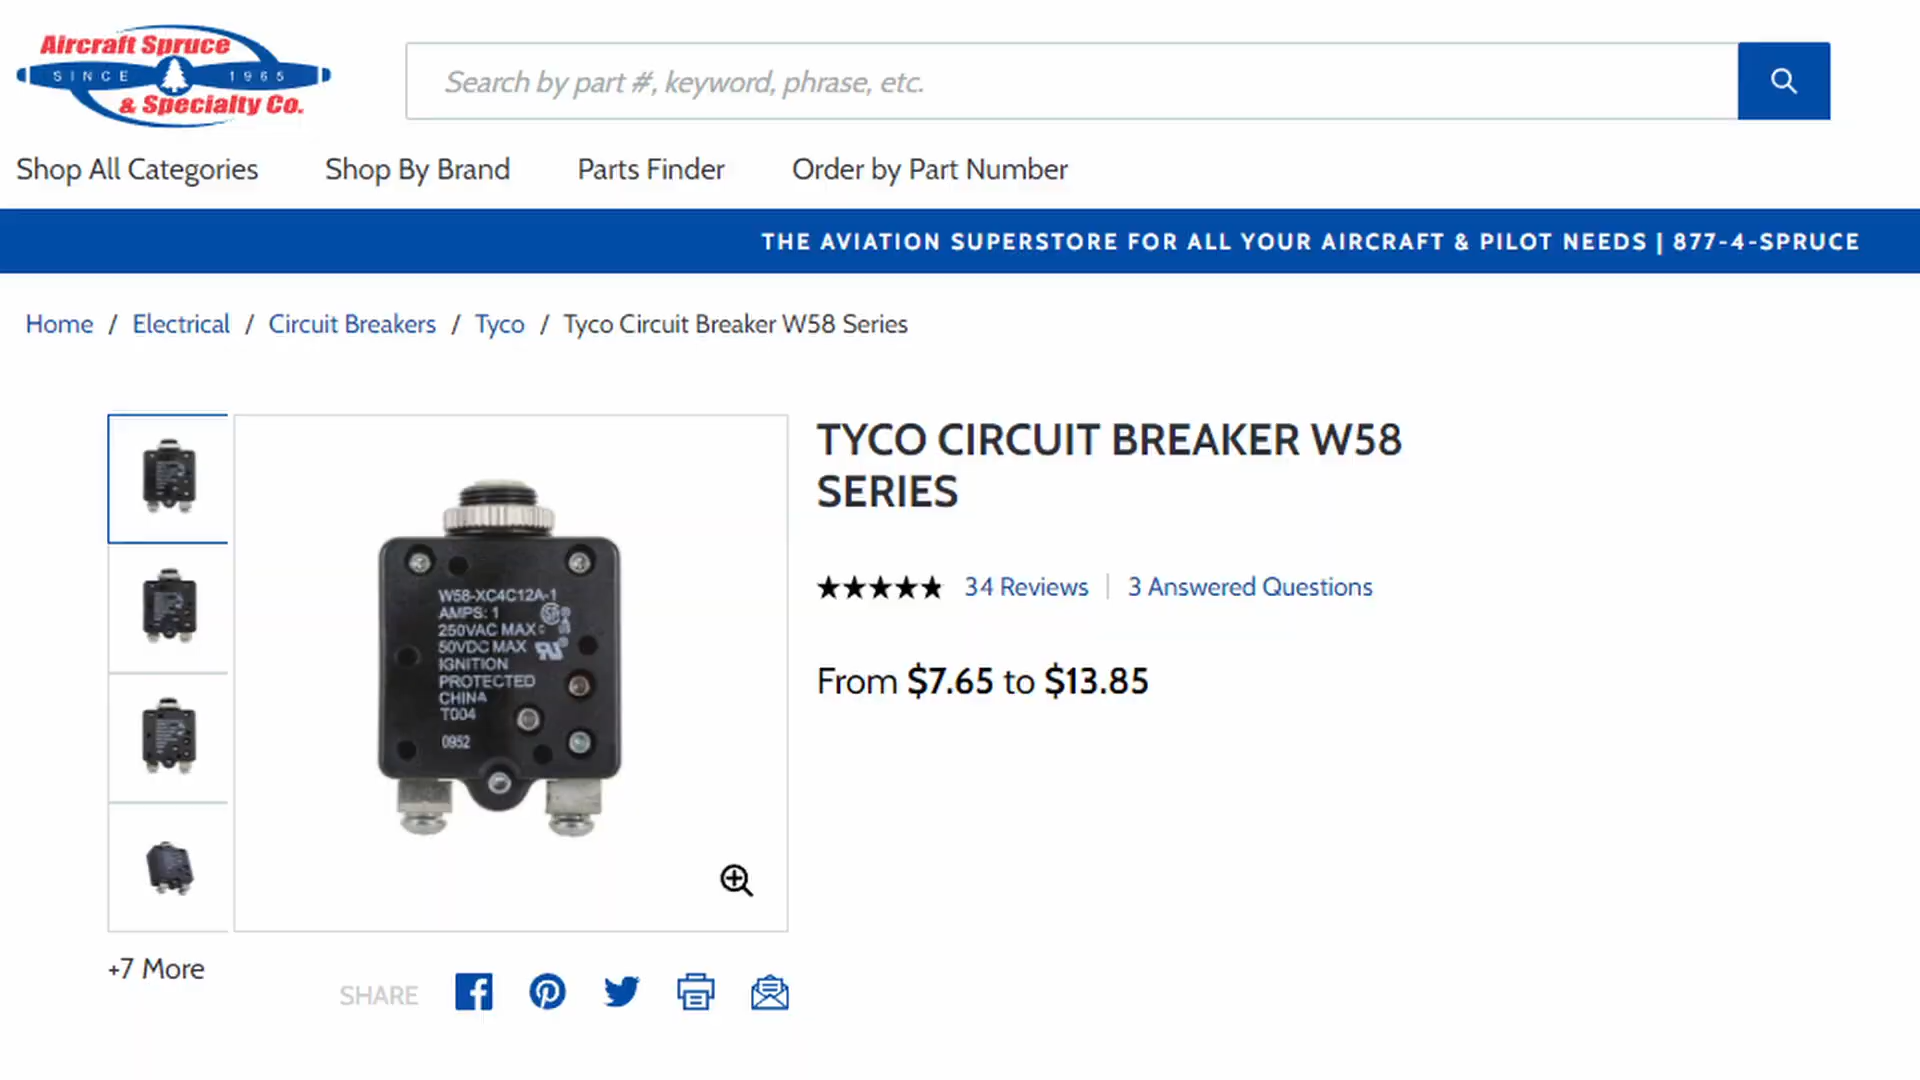 Aircraft Spruce
SINCE 1965
& Specialty Co.
Search by part #, keyword, phrase, etc.
Shop All Categories
Shop By Brand
Parts Finder
Order by Part Number
THE AVIATION SUPERSTORE FOR ALL YOUR AIRCRAFT & PILOT NEEDS | 877-4-SPRUCE
Home / Electrical / Circuit Breakers / Tyco / Tyco Circuit Breaker W58 Series
TYCO CIRCUIT BREAKER W58
SERIES
34 Reviews | 3 Answered Questions
From $7.65 to $13.85
W58-XC4C12A-1
AMPS: 1
250VAC MAX
50VDC MAX
IGNITION
PROTECTED
CHINA
T004
0952
+7 More
SHARE